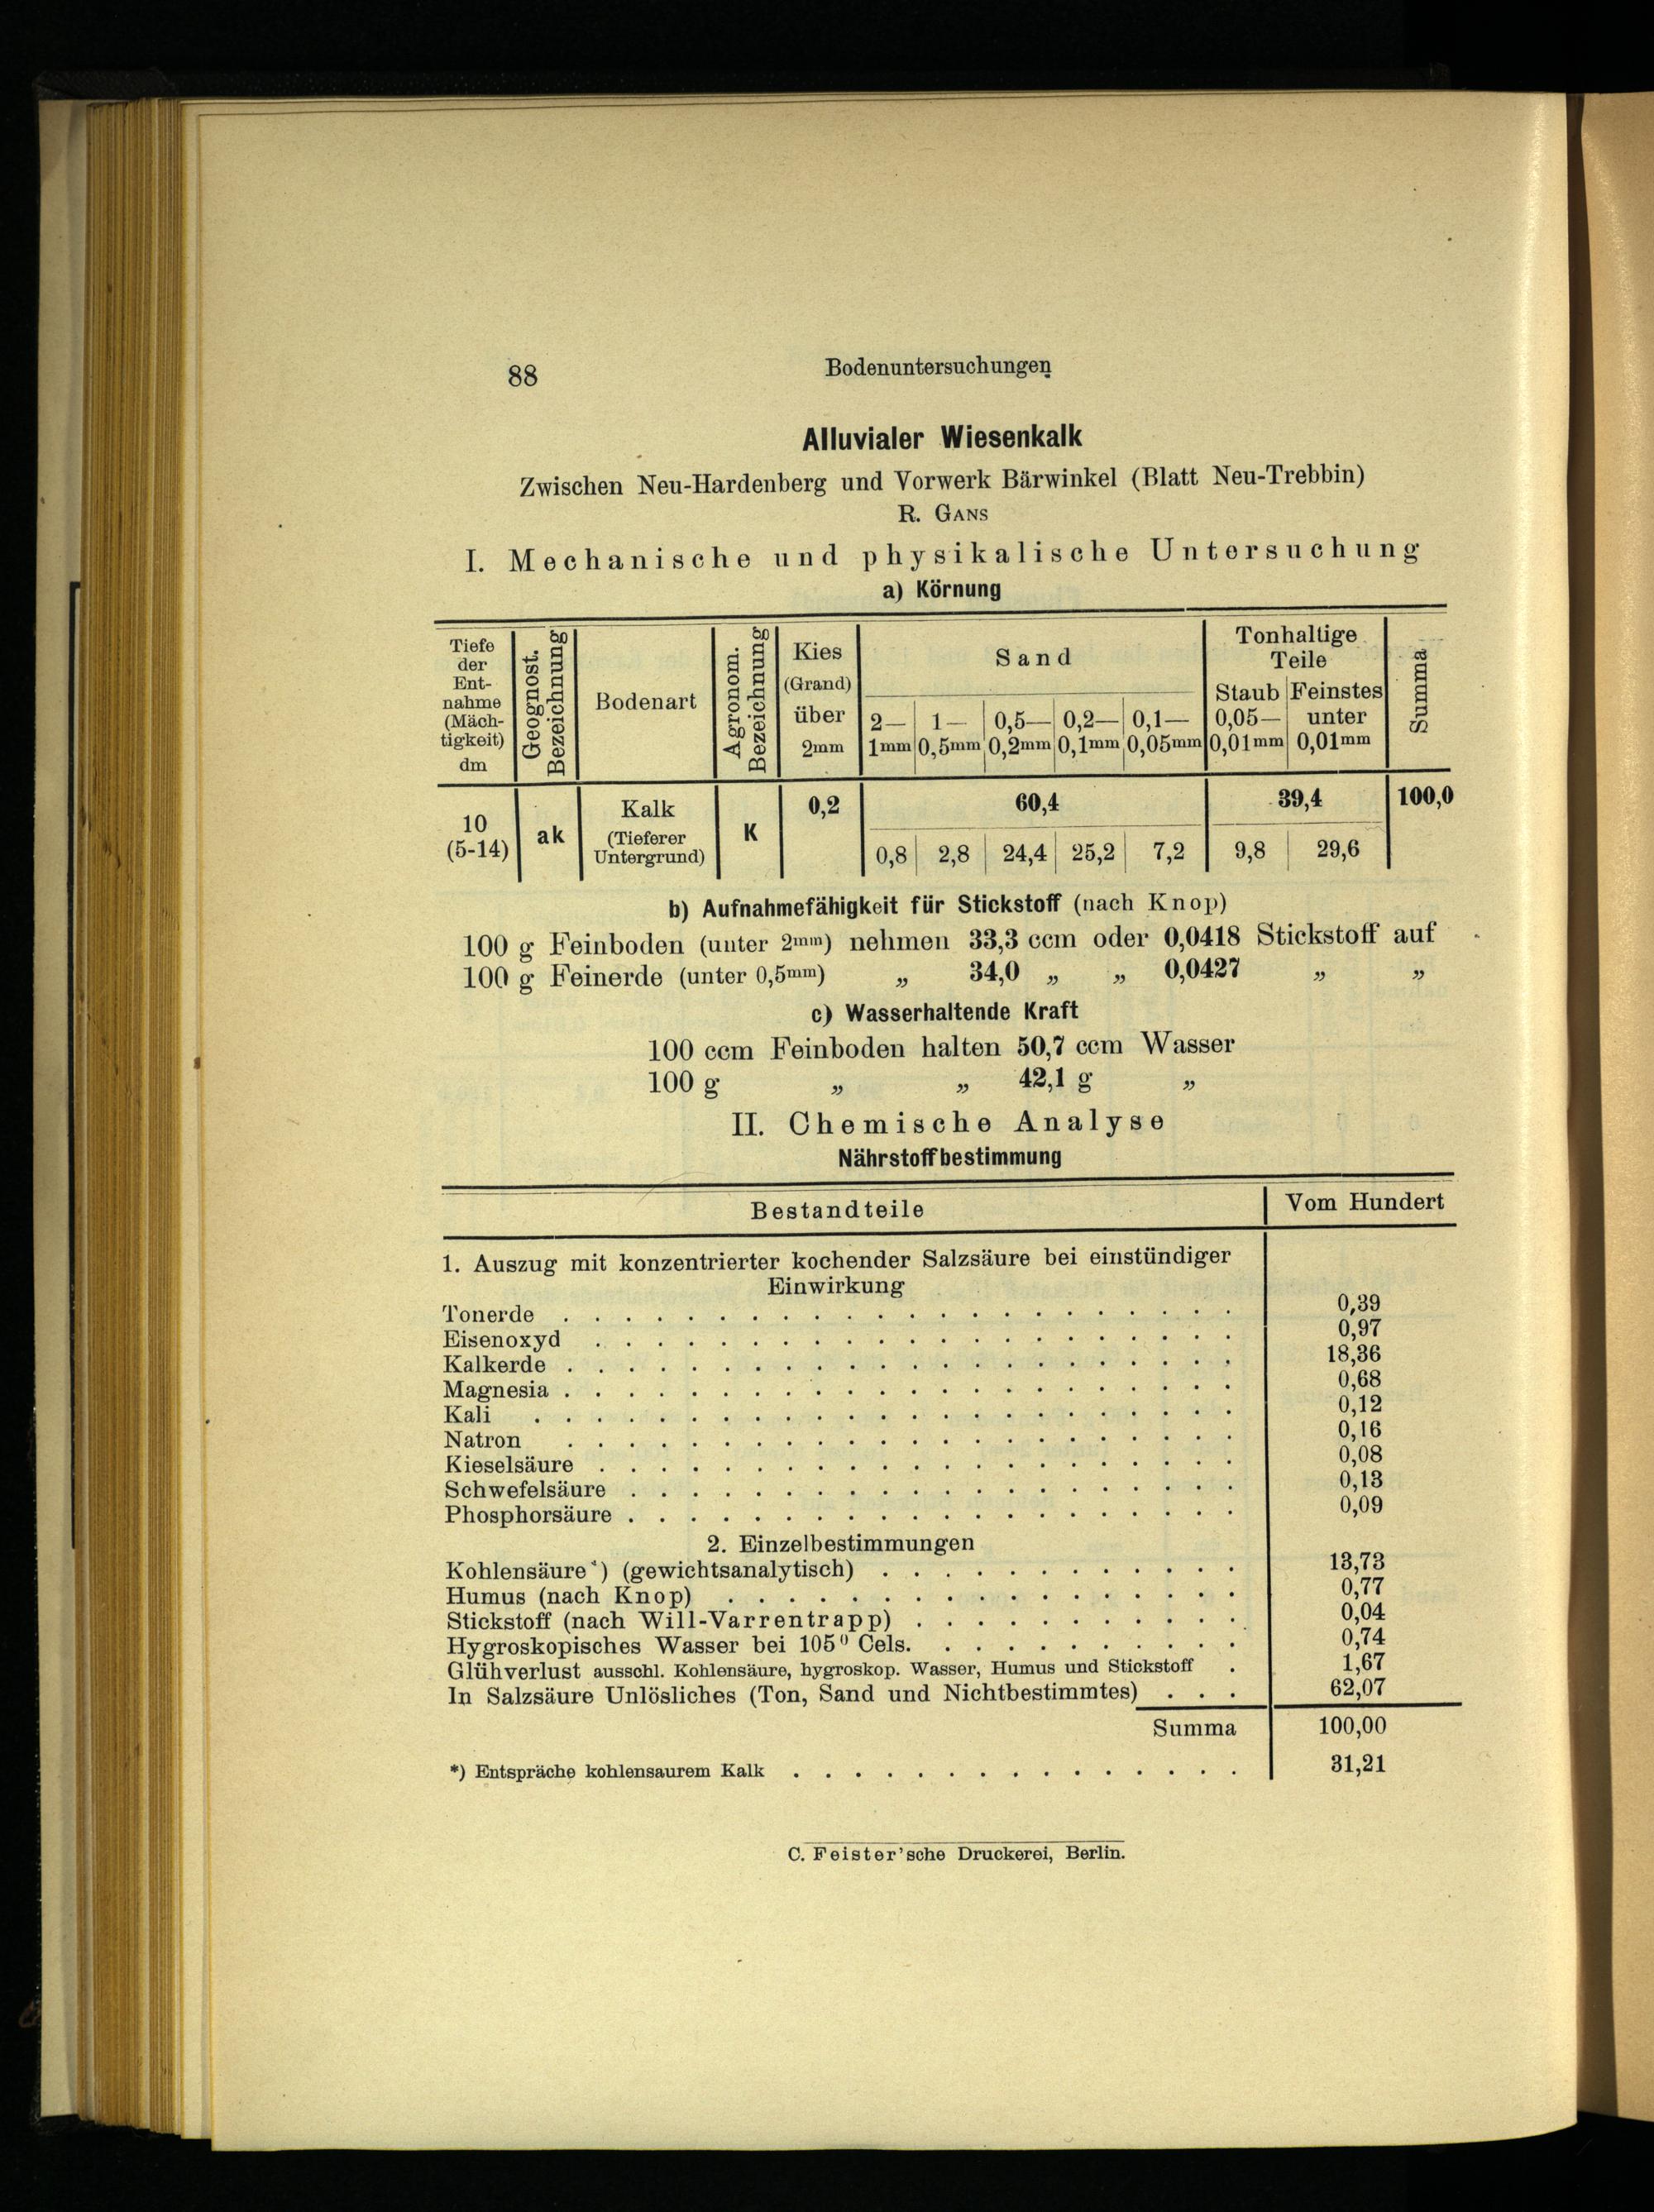 88
Bodenuntersuchungen
Alluvialer Wiesenkalk
Zwischen Neu-Hardenberg und Vorwerk Bärwinkel (Blatt Neu-Trebbin)
R. GANS
I. Mechanische und physikalische Untersuchung
a) Körnung
Tiefe der Ent- nahme (Mäch- tigkeit) dm
Geognost. Bezeichnung
Bodenart
Agronom. Bezeichnung
Kies (Grand) über 2mm
Sand
2— 1mm
1— 0,5mm
0,5— 0,2mm
0,2— 0,1mm
0,1— 0,05mm
Tonhaltige Teile
Staub 0,05— 0,01mm
Feinstes unter 0,01mm
Summa
10 (5-14)
ak
Kalk (Tieferer Untergrund)
K
0,2
60,4
39,4
100,0
0,8 2,8 24,4 25,2 7,2 9,8 29,6
b) Aufnahmefähigkeit für Stickstoff (nach Knop)
100 g Feinboden (unter 2mm) nehmen 33,3 ccm oder 0,0418 Stickstoff auf
100 g Feinerde (unter 0,5mm) „ 34,0 „ „ 0,0427 „ „
c) Wasserhaltende Kraft
100 ccm Feinboden halten 50,7 ccm Wasser
100 g „ „ 42,1 g „
II. Chemische Analyse
Nährstoffbestimmung
Bestandteile Vom Hundert
1. Auszug mit konzentrierter kochender Salzsäure bei einstündiger
Einwirkung
Tonerde . . . . . . . . . . 0,39
Eisenoxyd . . . . . . . . . . 0,97
Kalkerde . . . . . . . . . . 18,36
Magnesia . . . . . . . . . . 0,68
Kali . . . . . . . . . . 0,12
Natron . . . . . . . . . . 0,16
Kieselsäure . . . . . . . . . . 0,08
Schwefelsäure . . . . . . . . . . 0,13
Phosphorsäure . . . . . . . . . . 0,09
2. Einzelbestimmungen
Kohlensäure*) (gewichtsanalytisch) . . . . . . . . . . 13,73
Humus (nach Knop) . . . . . . . . . . 0,77
Stickstoff (nach Will-Varrentrapp) . . . . . . . . . . 0,04
Hygroskopisches Wasser bei 105° Cels. . . . . . . . . . . 0,74
Glühverlust ausschl. Kohlensäure, hygroskop. Wasser, Humus und Stickstoff . 1,67
In Salzsäure Unlösliches (Ton, Sand und Nichtbestimmtes) . . . 62,07
Summa 100,00
*) Entspräche kohlensaurem Kalk . . . . . . . . . . 31,21
C. Feister'sche Druckerei, Berlin.